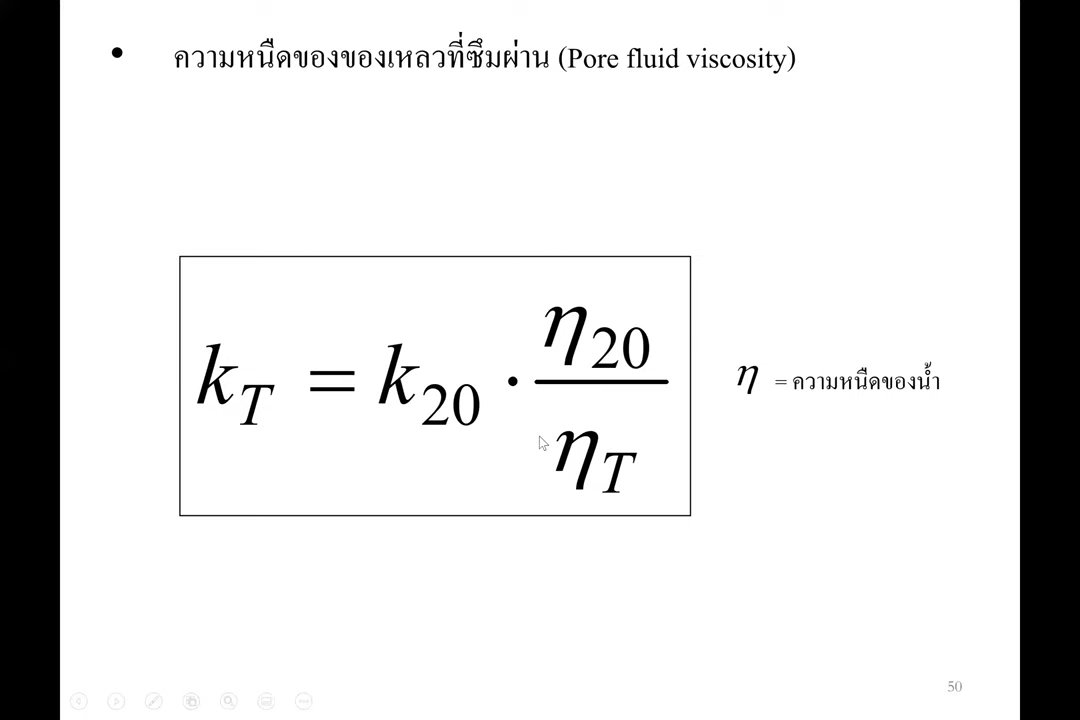 • ความหนืดของของเหลวที่ซึมผ่าน (Pore fluid viscosity)
k_T = k_20 · η_20 / η_T
η = ความหนืดของน้ำ
50